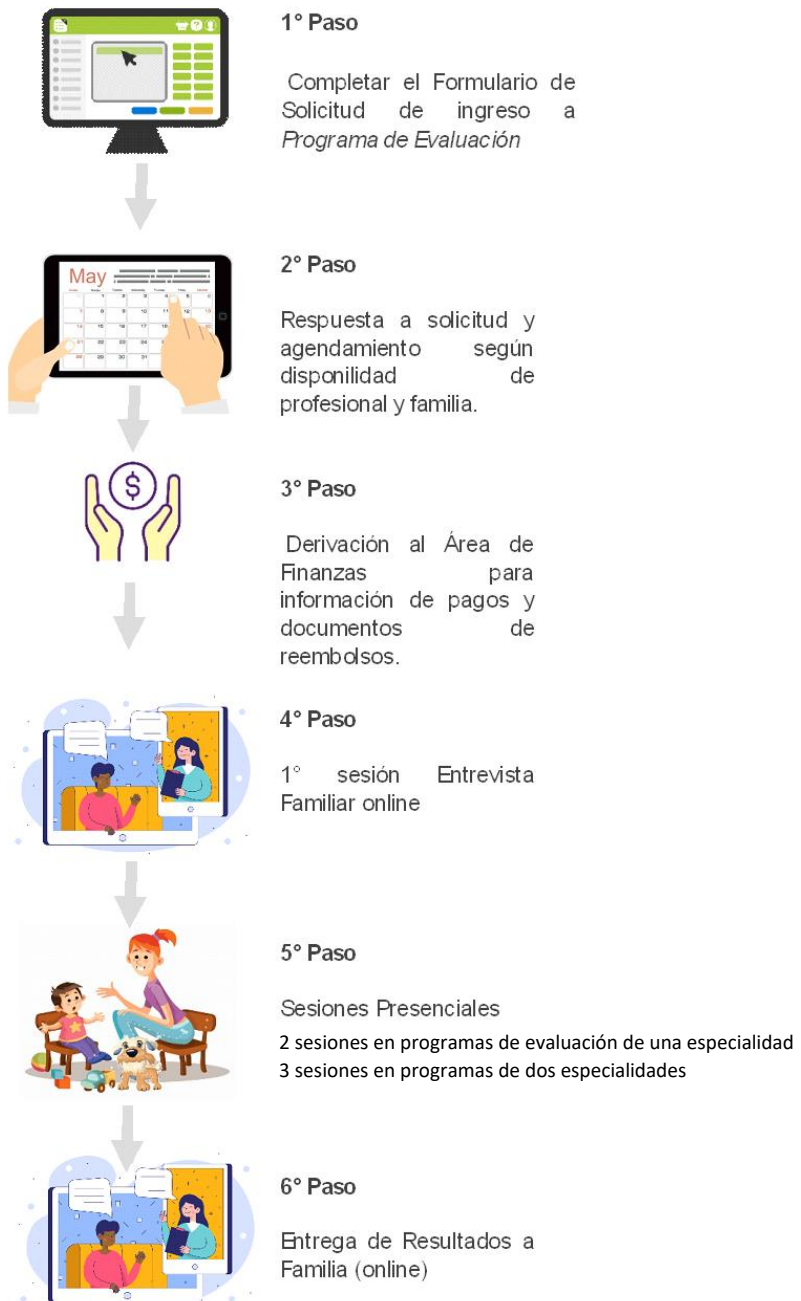 1° Paso
Completar el Formulario de
Solicitud de ingreso a
Programa de Evaluación
May
2° Paso
Respuesta a solicitud y
agendamiento según
disponilidad de
profesional y familia.
$
3° Paso
Derivación al Área de
Finanzas para
información de pagos y
documentos de
reembolsos.
4° Paso
1° sesión Entrevista
Familiar online
5° Paso
Sesiones Presenciales
2 sesiones en programas de evaluación de una especialidad
3 sesiones en programas de dos especialidades
6° Paso
Entrega de Resultados a
Familia (online)